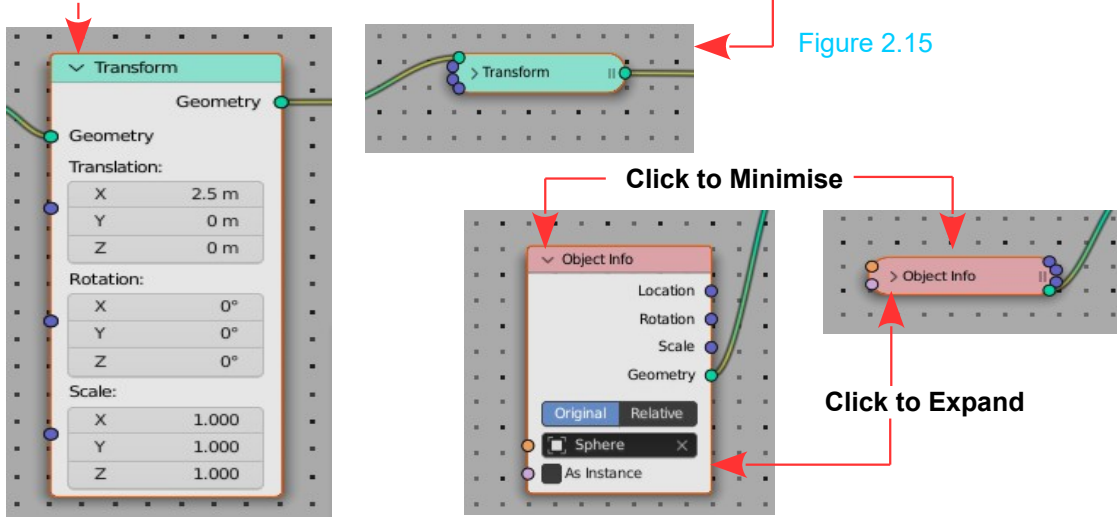 Transform
Geometry
Geometry
Translation:
X 2.5 m
Y 0 m
Z 0 m
Rotation:
X 0°
Y 0°
Z 0°
Scale:
X 1.000
Y 1.000
Z 1.000
Transform
Figure 2.15
Click to Minimise
Object Info
Location
Rotation
Scale
Geometry
Original Relative
Sphere
As Instance
Object Info
Click to Expand